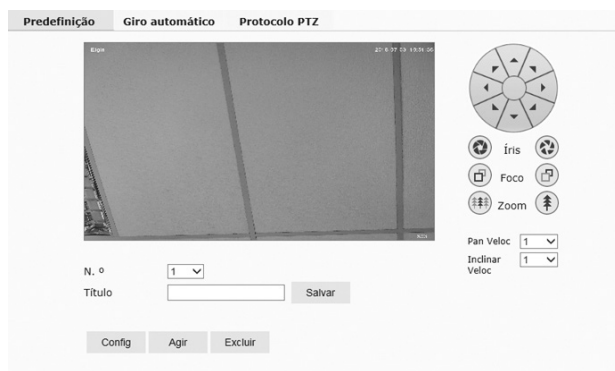 Predefinição Giro automático Protocolo PTZ
Íris
Foco
Zoom
Pan Veloc 1
Inclinar 1
Veloc
N. º 1
Título
Salvar
Config Agir Excluir